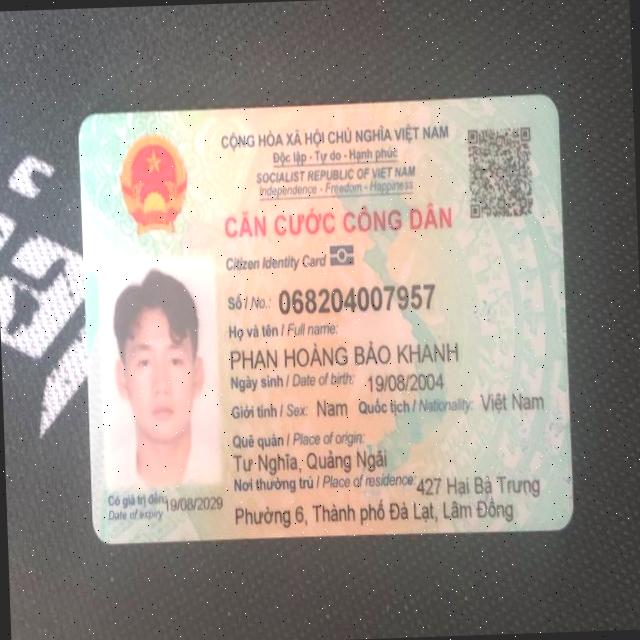 CỘNG HÒA XÃ HỘI CHỦ NGHĨA VIỆT NAM
Độc lập - Tự do - Hạnh phúc
SOCIALIST REPUBLIC OF VIET NAM
Independence - Freedom - Happiness
CĂN CƯỚC CÔNG DÂN
Citizen Identity Card
Số / No.: 068204007957
Họ và tên / Full name:
PHAN HOÀNG BẢO KHANH
Ngày sinh / Date of birth: 19/08/2004
Giới tính / Sex: Nam Quốc tịch / Nationality: Việt Nam
Quê quán / Place of origin:
Tư Nghĩa, Quảng Ngãi
Nơi thường trú / Place of residence: 427 Hai Bà Trưng
Phường 6, Thành phố Đà Lạt, Lâm Đồng
Có giá trị đến: 19/08/2029
Date of expiry